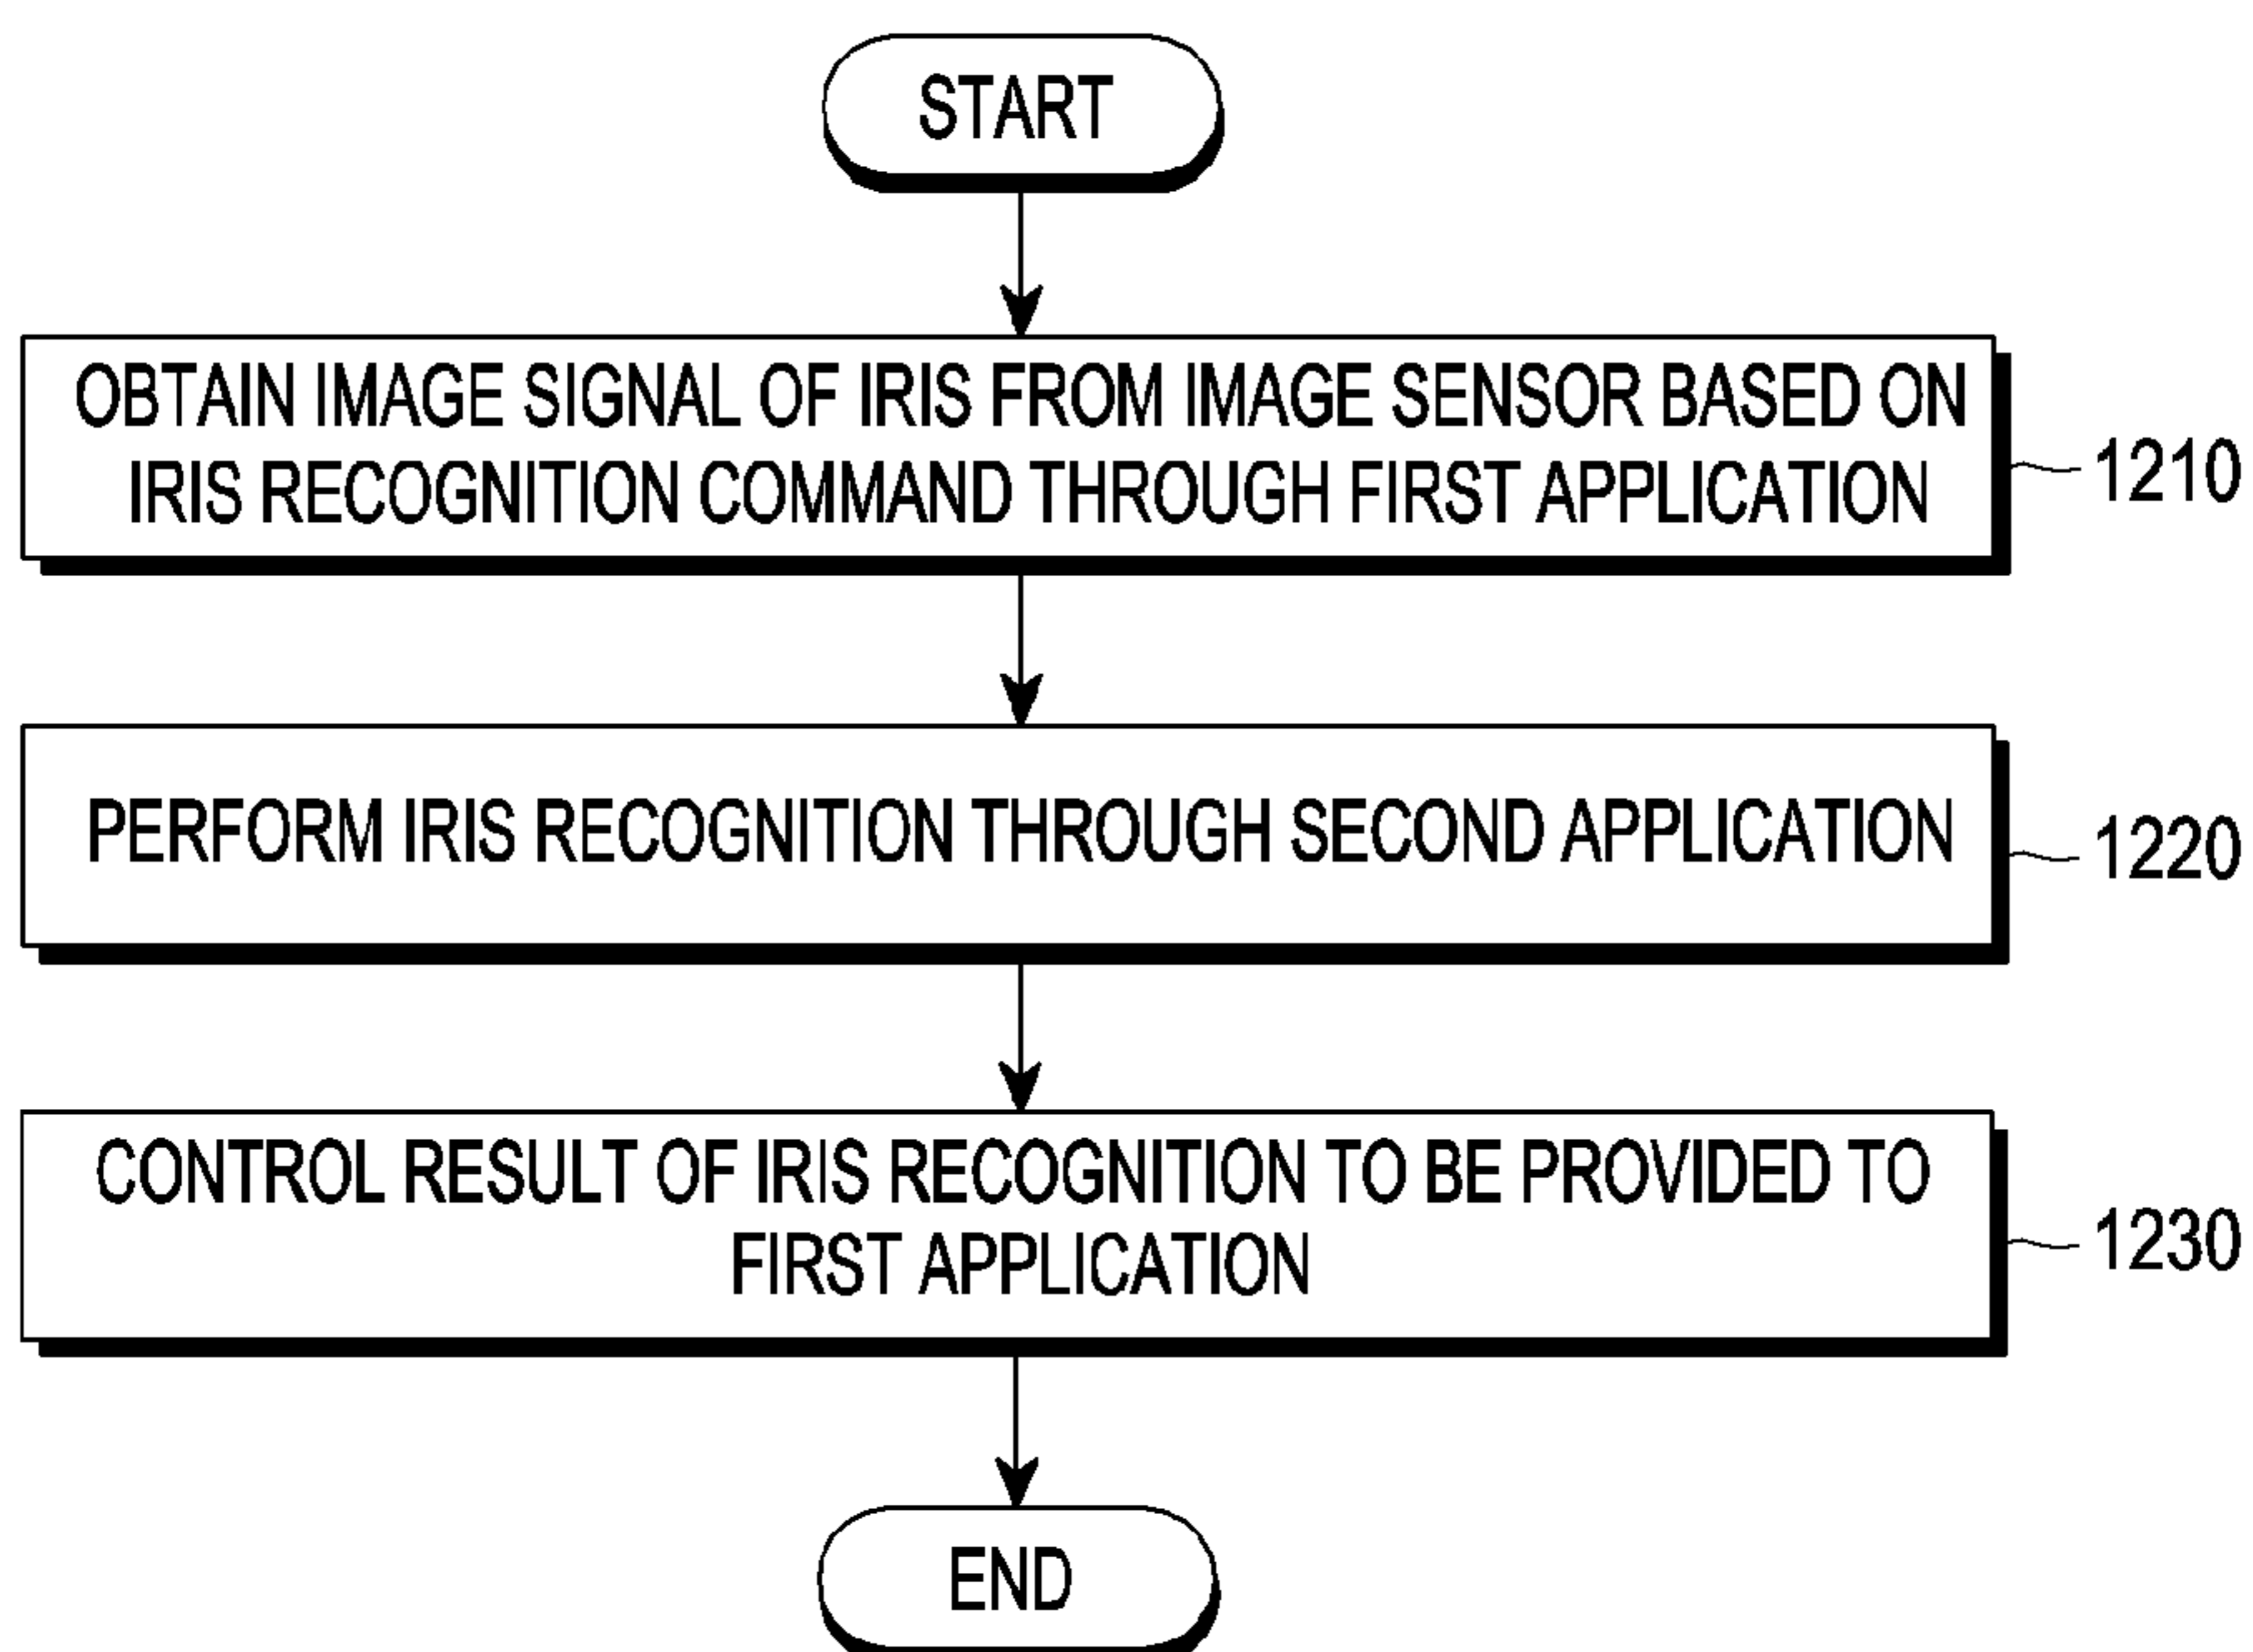 START
OBTAIN IMAGE SIGNAL OF IRIS FROM IMAGE SENSOR BASED ON
IRIS RECOGNITION COMMAND THROUGH FIRST APPLICATION
1210
PERFORM IRIS RECOGNITION THROUGH SECOND APPLICATION
1220
CONTROL RESULT OF IRIS RECOGNITION TO BE PROVIDED TO
FIRST APPLICATION
1230
END